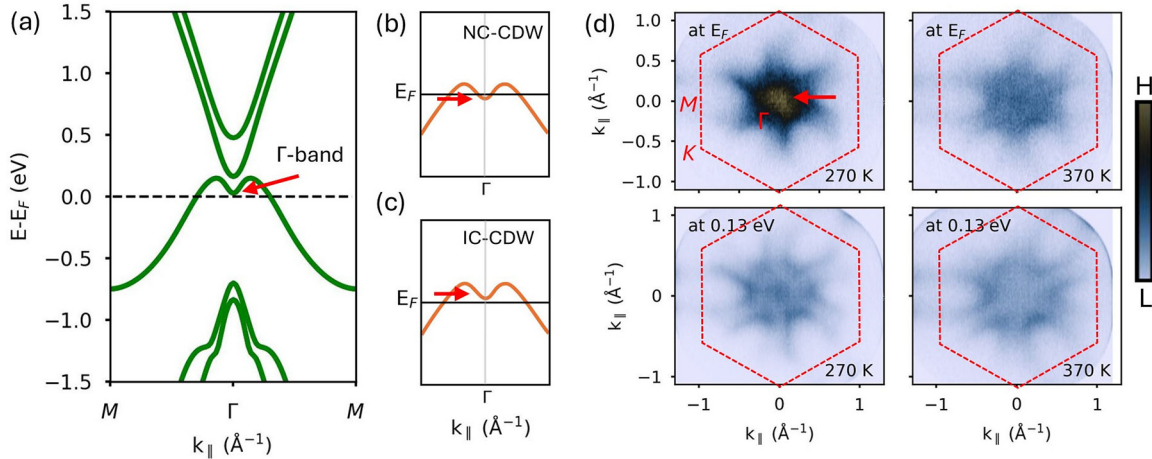 (a)
1.5
1.0
0.5
0.0
−0.5
−1.0
−1.5
E-E_F (eV)
Γ-band
M
Γ
M
k_∥ (Å⁻¹)
(b)
NC-CDW
E_F
Γ
(c)
IC-CDW
E_F
Γ
k_∥ (Å⁻¹)
(d)
at E_F
1.0
0.5
0.0
−0.5
−1.0
k_∥ (Å⁻¹)
M
Γ
K
270 K
at E_F
370 K
at 0.13 eV
1
0
−1
k_∥ (Å⁻¹)
270 K
−1
0
1
k_∥ (Å⁻¹)
at 0.13 eV
370 K
−1
0
1
k_∥ (Å⁻¹)
H
L